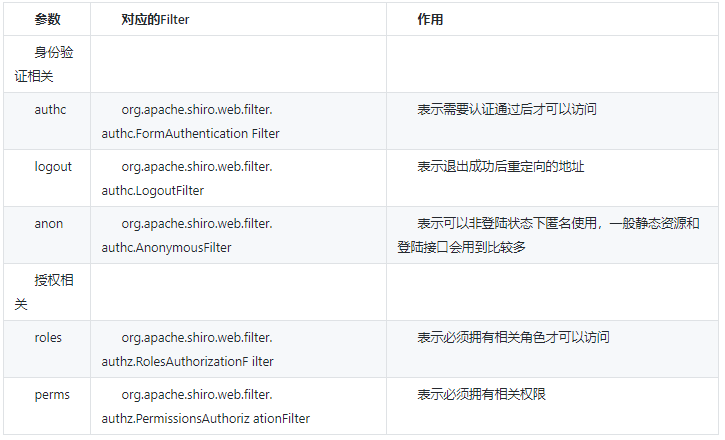 参数 对应的Filter 作用
身份验
证相关
authc org.apache.shiro.web.filter. 表示需要认证通过后才可以访问
authc.FormAuthentication Filter
logout org.apache.shiro.web.filter. 表示退出成功后重定向的地址
authc.LogoutFilter
anon org.apache.shiro.web.filter. 表示可以非登陆状态下匿名使用，一般静态资源和
authc.AnonymousFilter 登陆接口会用到比较多
授权相
关
roles org.apache.shiro.web.filter. 表示必须拥有相关角色才可以访问
authz.RolesAuthorizationF ilter
perms org.apache.shiro.web.filter. 表示必须拥有相关权限
authz.PermissionsAuthoriz ationFilter